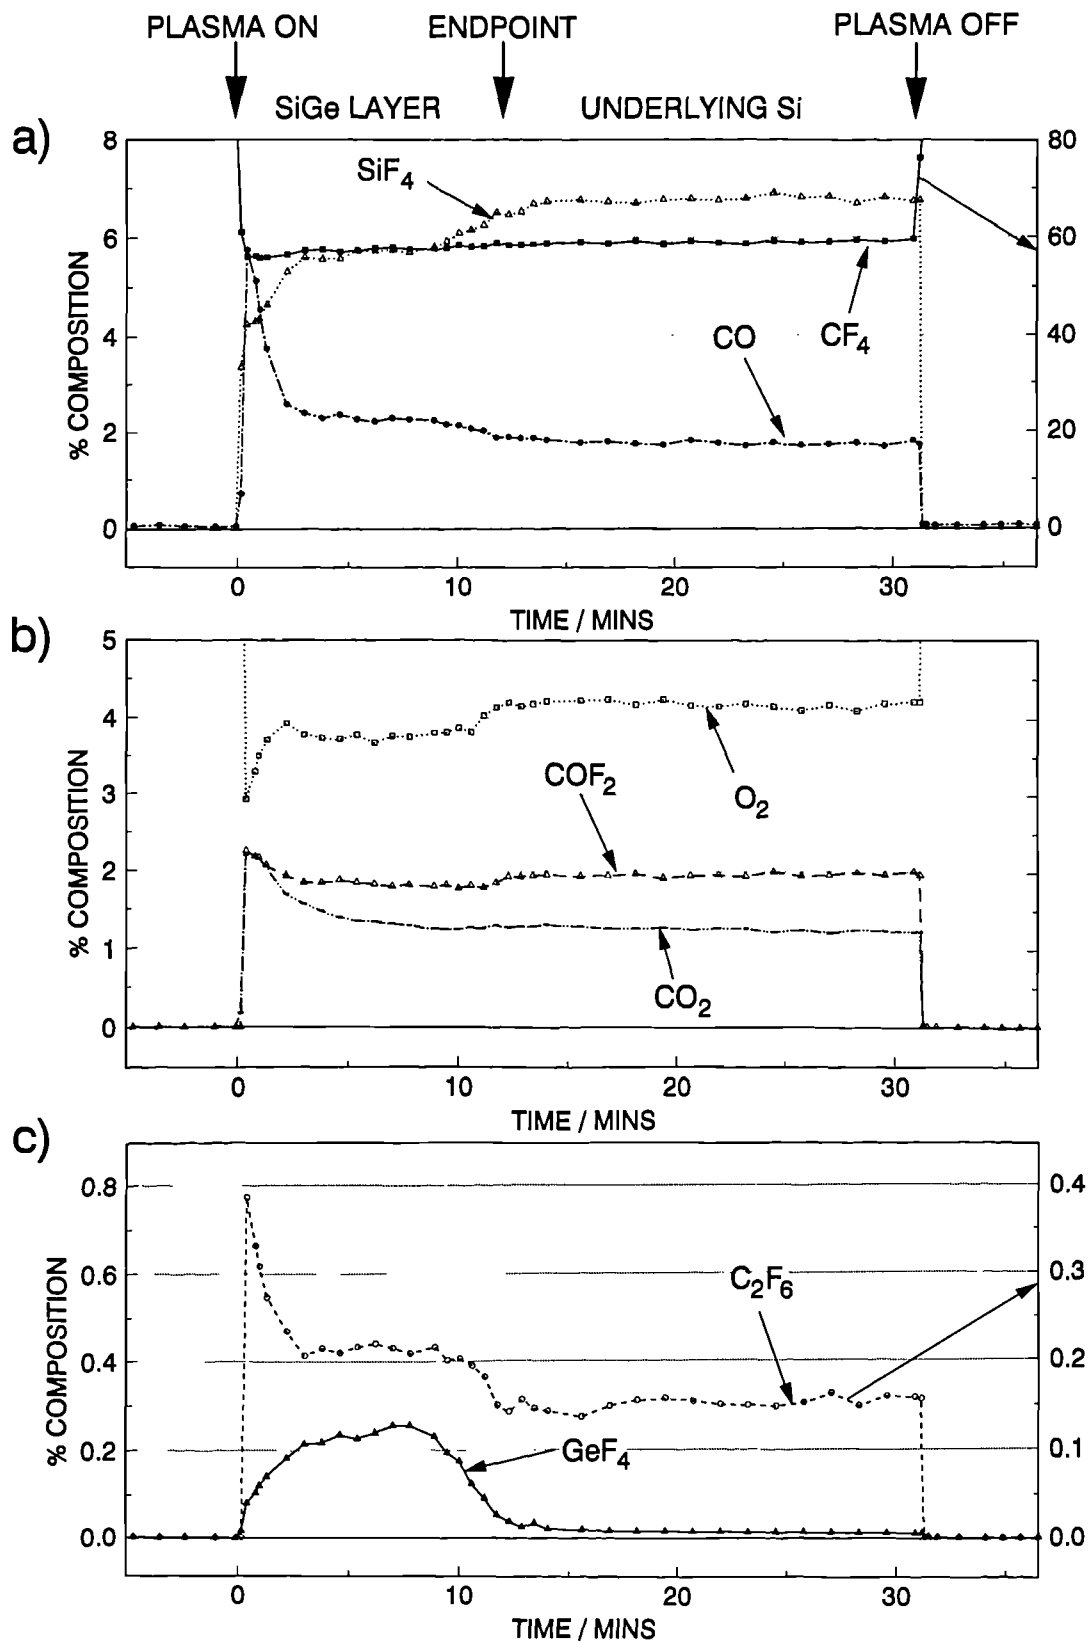 PLASMA ON ENDPOINT PLASMA OFF
SiGe LAYER UNDERLYING Si
a)
8 80
SiF4
6 60
% COMPOSITION
4 CO CF4 40
2 20
0 0
0 10 20 30
TIME / MINS
b)
5
4
COF2
O2
3
% COMPOSITION
2
1
CO2
0
0 10 20 30
TIME / MINS
c)
0.8 0.4
0.6 C2F6 0.3
% COMPOSITION
0.4 0.2
0.2 GeF4 0.1
0.0 0.0
0 10 20 30
TIME / MINS